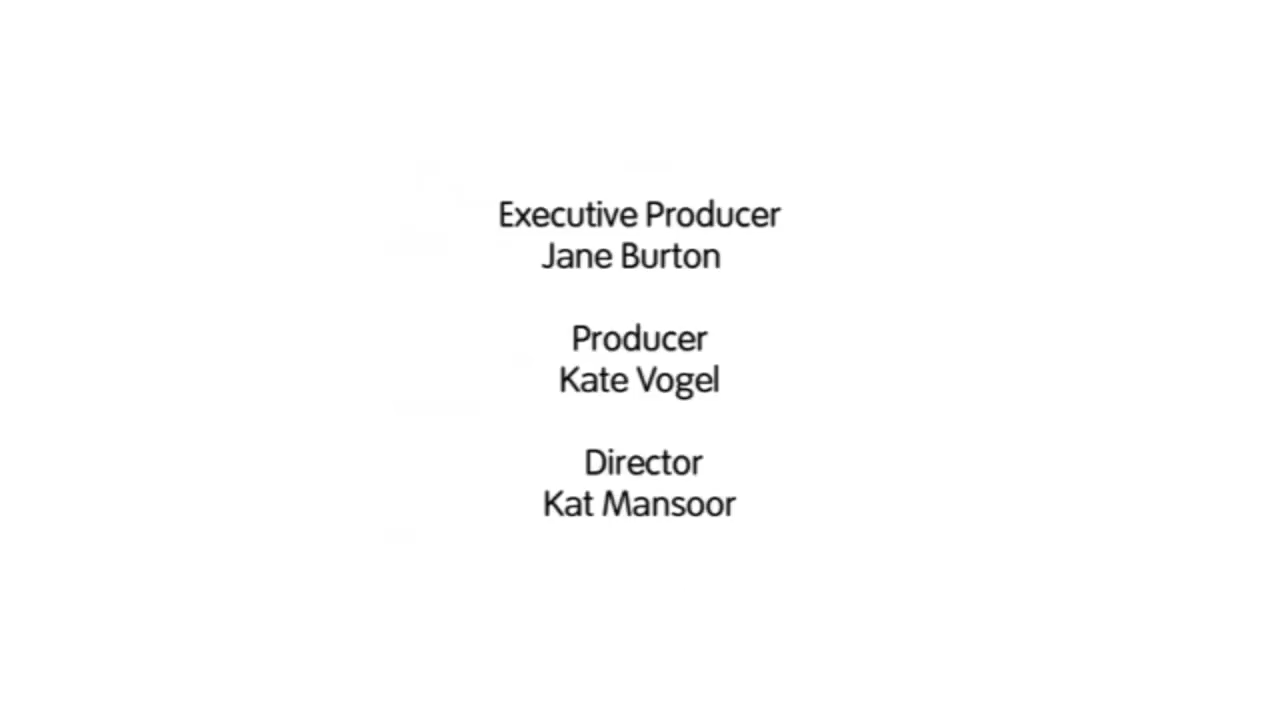 Executive Producer
Jane Burton
Producer
Kate Vogel
Director
Kat Mansoor